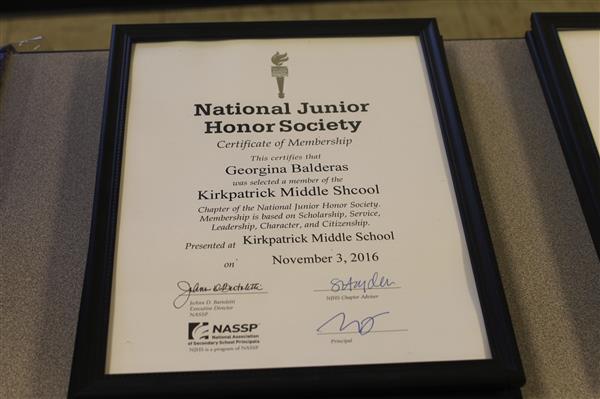 National Junior
Honor Society
Certificate of Membership
This certifies that
Georgina Balderas
was selected a member of the
Kirkpatrick Middle Shcool
Chapter of the National Junior Honor Society.
Membership is based on Scholarship, Service,
Leadership, Character, and Citizenship.
Presented at Kirkpatrick Middle School
on November 3, 2016
JoAnn D. Bartoletti
JoAnn D. Bartoletti
Executive Director
NASSP
NJHS Chapter Adviser
NASSP
National Association
of Secondary School Principals
NJHS is a program of NASSP
Principal